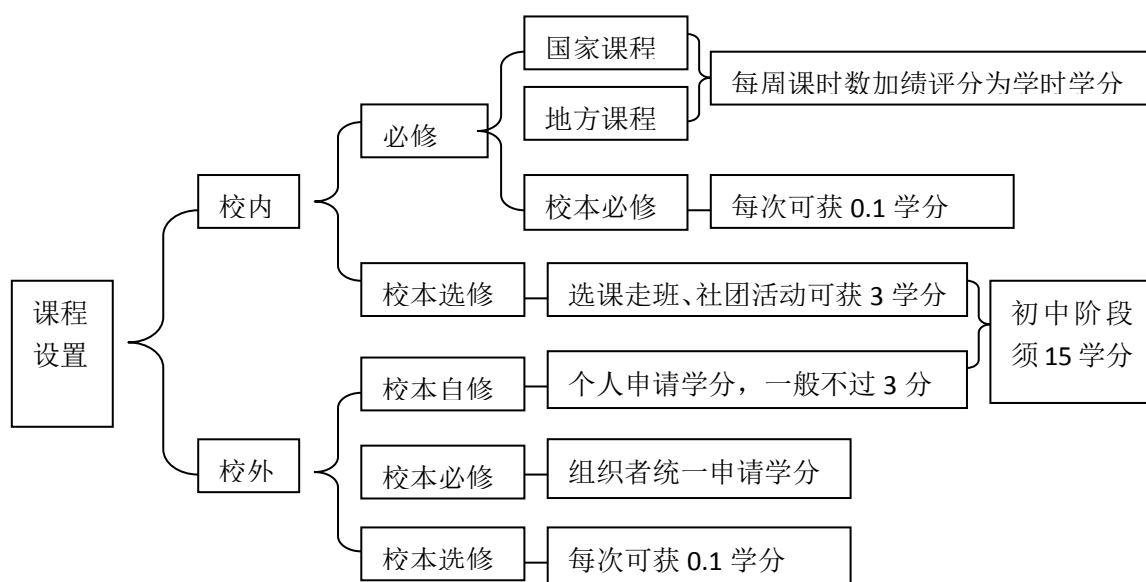 国家课程
每周课时数加绩评分为学时学分
地方课程
必修
校内
校本必修
每次可获 0.1 学分
校本选修
选课走班、社团活动可获 3 学分
课程
设置
初中阶段
须 15 学分
校本自修
个人申请学分，一般不过 3 分
校外
校本必修
组织者统一申请学分
校本选修
每次可获 0.1 学分